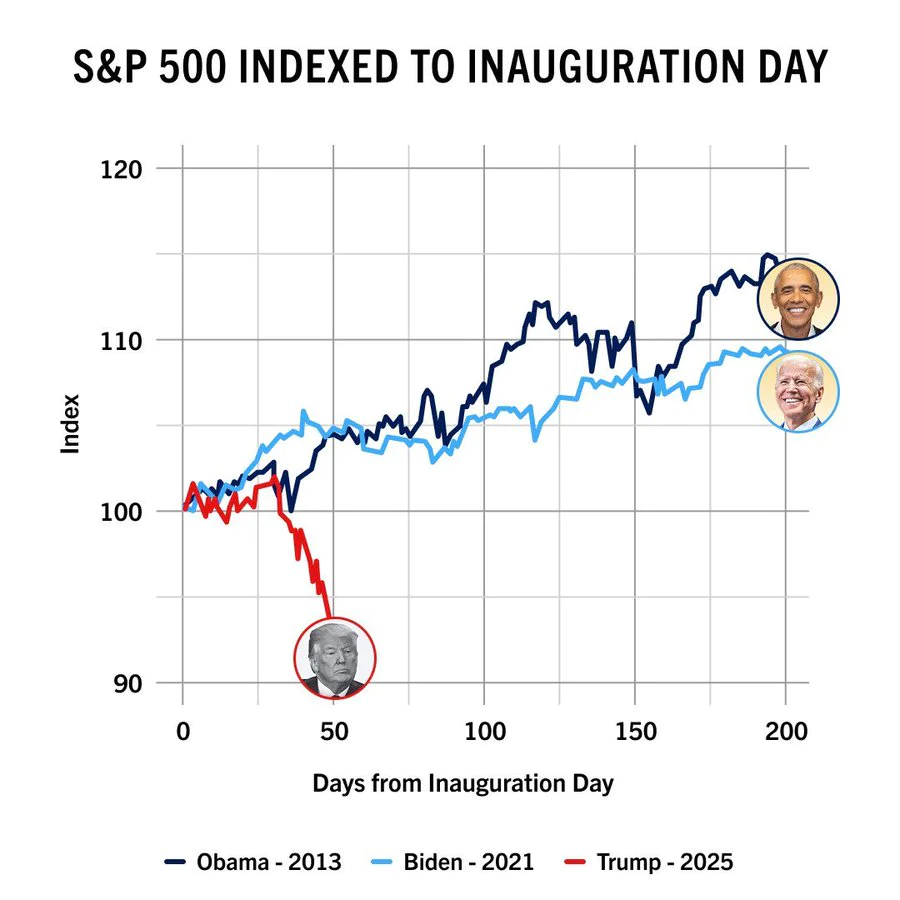 S&P 500 INDEXED TO INAUGURATION DAY
120
110
100
90
Index
0 50 100 150 200
Days from Inauguration Day
Obama - 2013 Biden - 2021 Trump - 2025